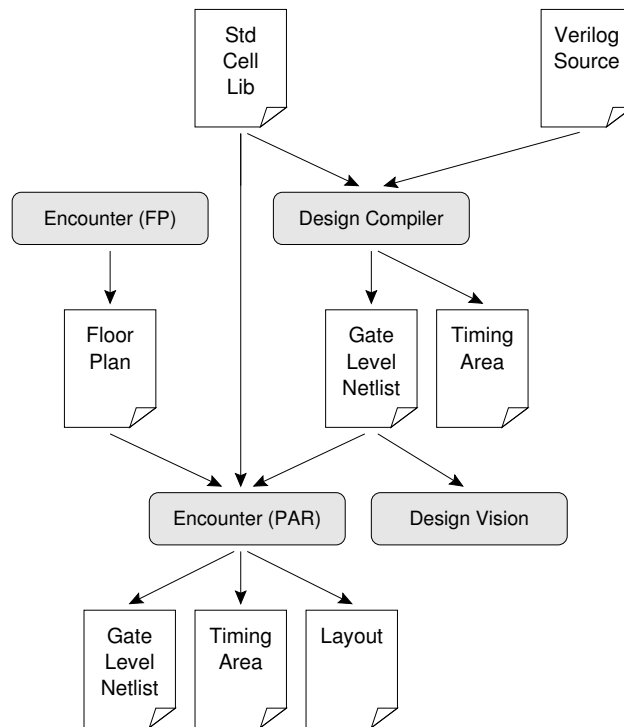 Std
Cell
Lib
Verilog
Source
Encounter (FP)
Design Compiler
Floor
Plan
Gate
Level
Netlist
Timing
Area
Encounter (PAR)
Design Vision
Gate
Level
Netlist
Timing
Area
Layout